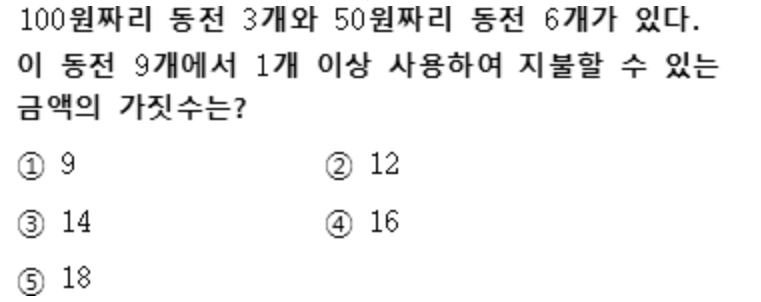 100원짜리 동전 3개와 50원짜리 동전 6개가 있다.
이 동전 9개에서 1개 이상 사용하여 지불할 수 있는
금액의 가짓수는?
① 9 ② 12
③ 14 ④ 16
⑤ 18